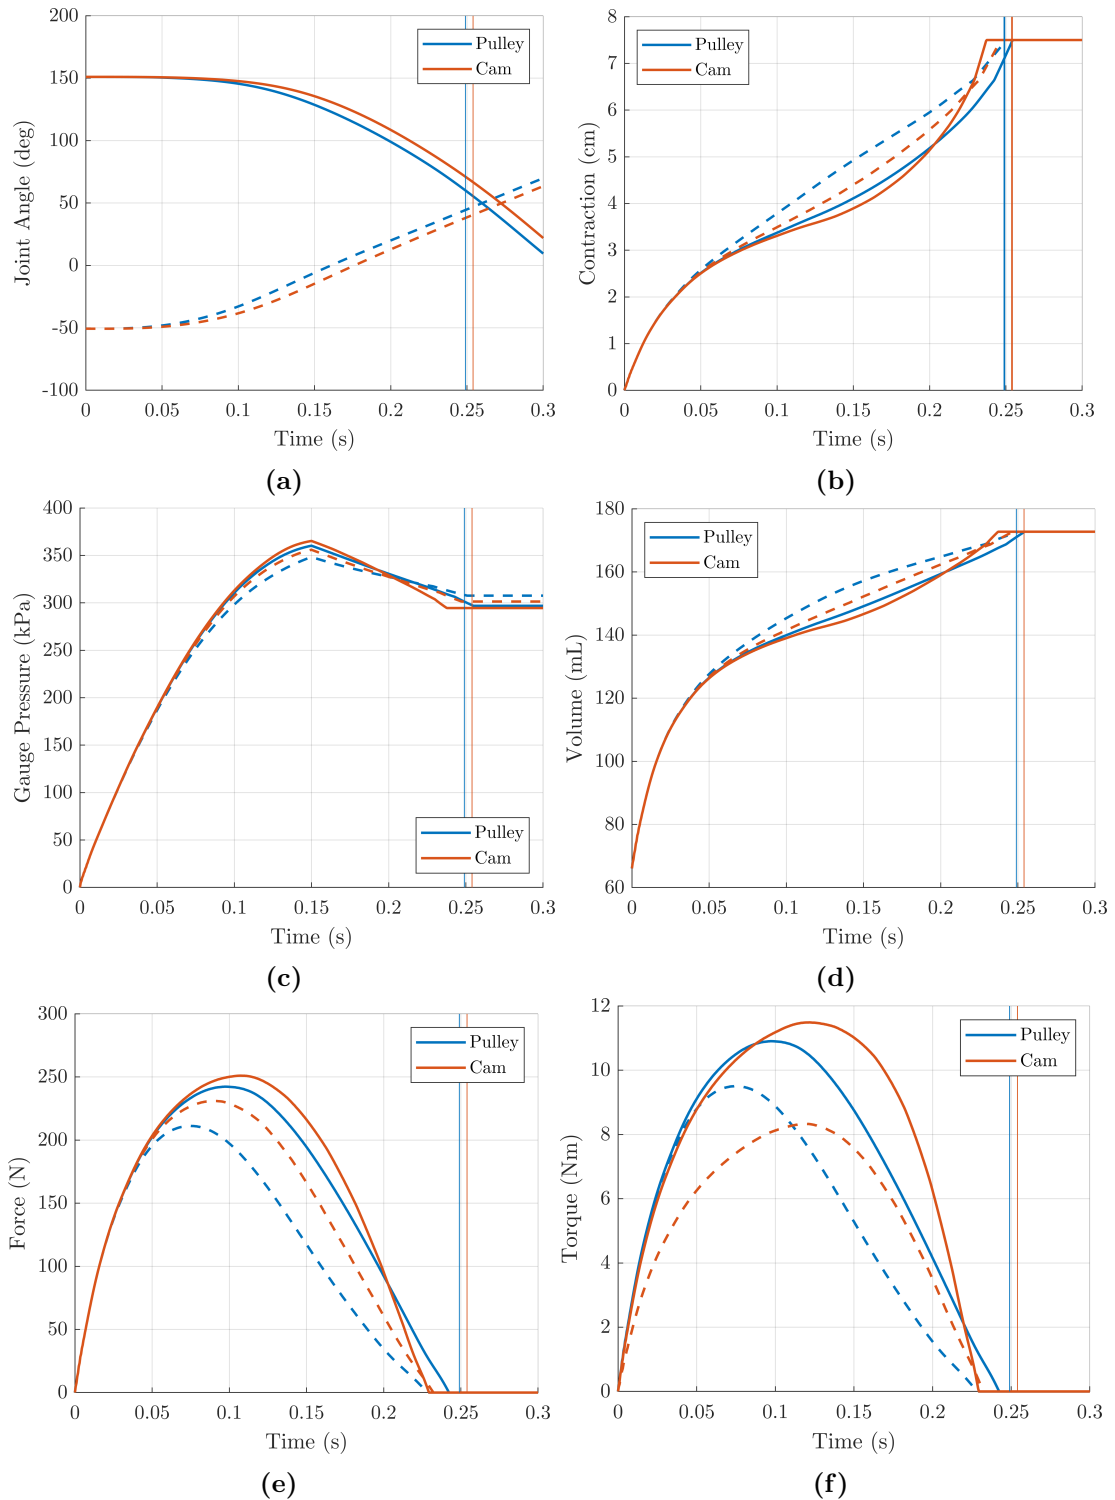 200
150
100
50
0
-50
-100
Joint Angle (deg)
Pulley
Cam
0 0.05 0.1 0.15 0.2 0.25 0.3
Time (s)
(a)
8
7
6
5
4
3
2
1
0
Contraction (cm)
Pulley
Cam
0 0.05 0.1 0.15 0.2 0.25 0.3
Time (s)
(b)
400
350
300
250
200
150
100
50
0
Gauge Pressure (kPa)
Pulley
Cam
0 0.05 0.1 0.15 0.2 0.25 0.3
Time (s)
(c)
180
160
140
120
100
80
60
Volume (mL)
Pulley
Cam
0 0.05 0.1 0.15 0.2 0.25 0.3
Time (s)
(d)
300
250
200
150
100
50
0
Force (N)
Pulley
Cam
0 0.05 0.1 0.15 0.2 0.25 0.3
Time (s)
(e)
12
10
8
6
4
2
0
Torque (Nm)
Pulley
Cam
0 0.05 0.1 0.15 0.2 0.25 0.3
Time (s)
(f)